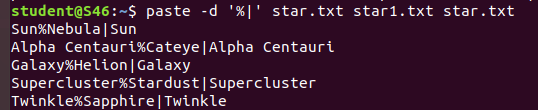 student@S46:~$ paste -d '%|' star.txt star1.txt star.txt
Sun%Nebula|Sun
Alpha Centauri%Cateye|Alpha Centauri
Galaxy%Helion|Galaxy
Supercluster%Stardust|Supercluster
Twinkle%Sapphire|Twinkle